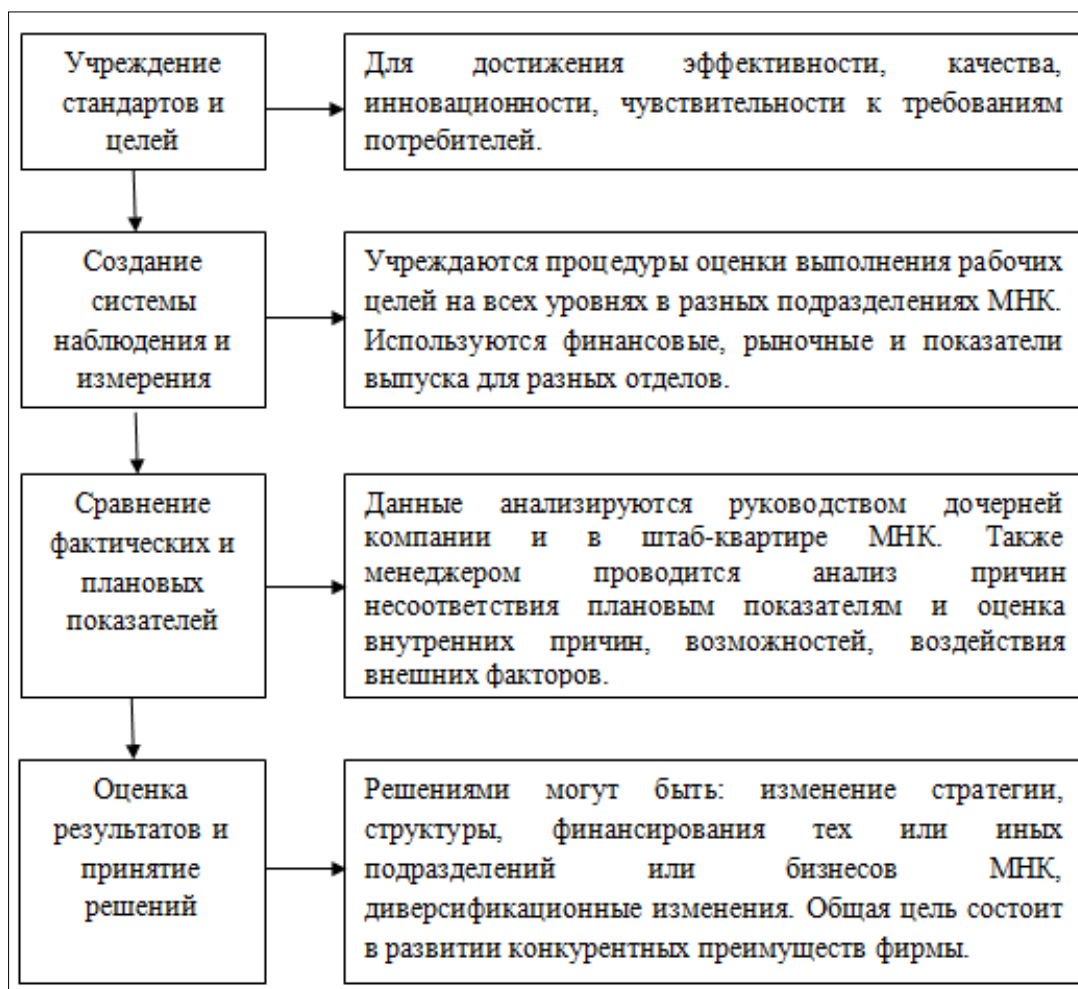 Учреждение
стандартов и
целей
Для достижения эффективности, качества,
инновационности, чувствительности к требованиям
потребителей.
Создание
системы
наблюдения и
измерения
Учреждаются процедуры оценки выполнения рабочих
целей на всех уровнях в разных подразделениях МНК.
Используются финансовые, рыночные и показатели
выпуска для разных отделов.
Сравнение
фактических и
плановых
показателей
Данные анализируются руководством дочерней
компании и в штаб-квартире МНК. Также
менеджером проводится анализ причин
несоответствия плановым показателям и оценка
внутренних причин, возможностей, воздействия
внешних факторов.
Оценка
результатов и
принятие
решений
Решениями могут быть: изменение стратегии,
структуры, финансирования тех или иных
подразделений или бизнесов МНК,
диверсификационные изменения. Общая цель состоит
в развитии конкурентных преимуществ фирмы.